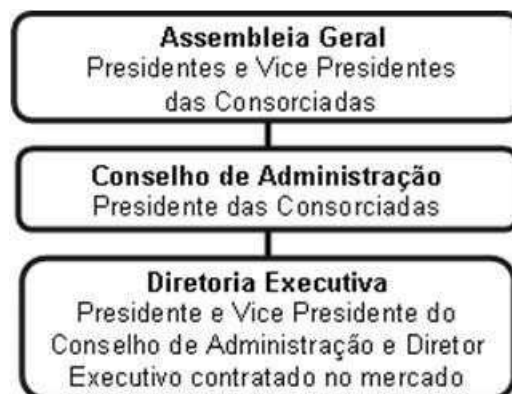 Assembleia Geral
Presidentes e Vice Presidentes
das Consorciadas
Conselho de Administração
Presidente das Consorciadas
Diretoria Executiva
Presidente e Vice Presidente do
Conselho de Administração e Diretor
Executivo contratado no mercado